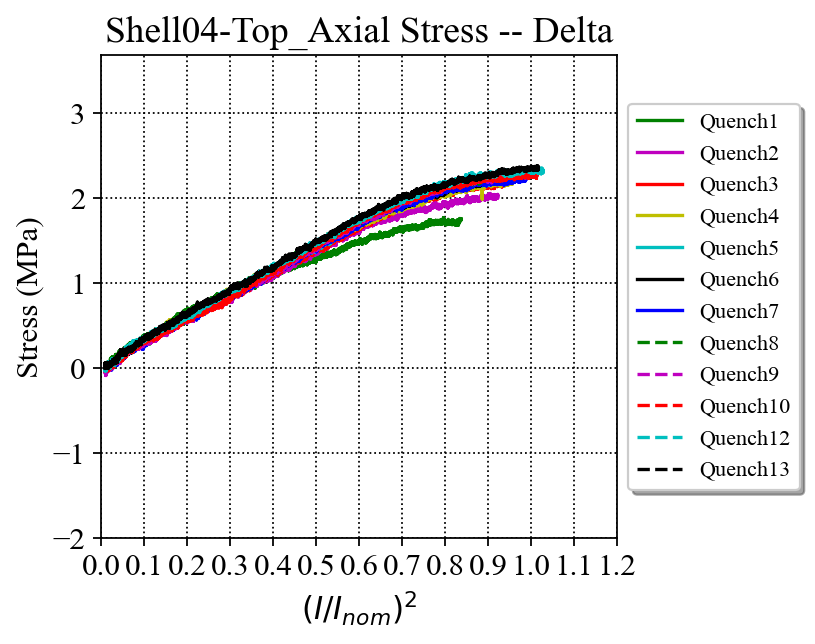 Shell04-Top_Axial Stress -- Delta
3
2
1
0
−1
−2
Stress (MPa)
0.0 0.1 0.2 0.3 0.4 0.5 0.6 0.7 0.8 0.9 1.0 1.1 1.2
(I/I_nom)^2
Quench1
Quench2
Quench3
Quench4
Quench5
Quench6
Quench7
Quench8
Quench9
Quench10
Quench12
Quench13